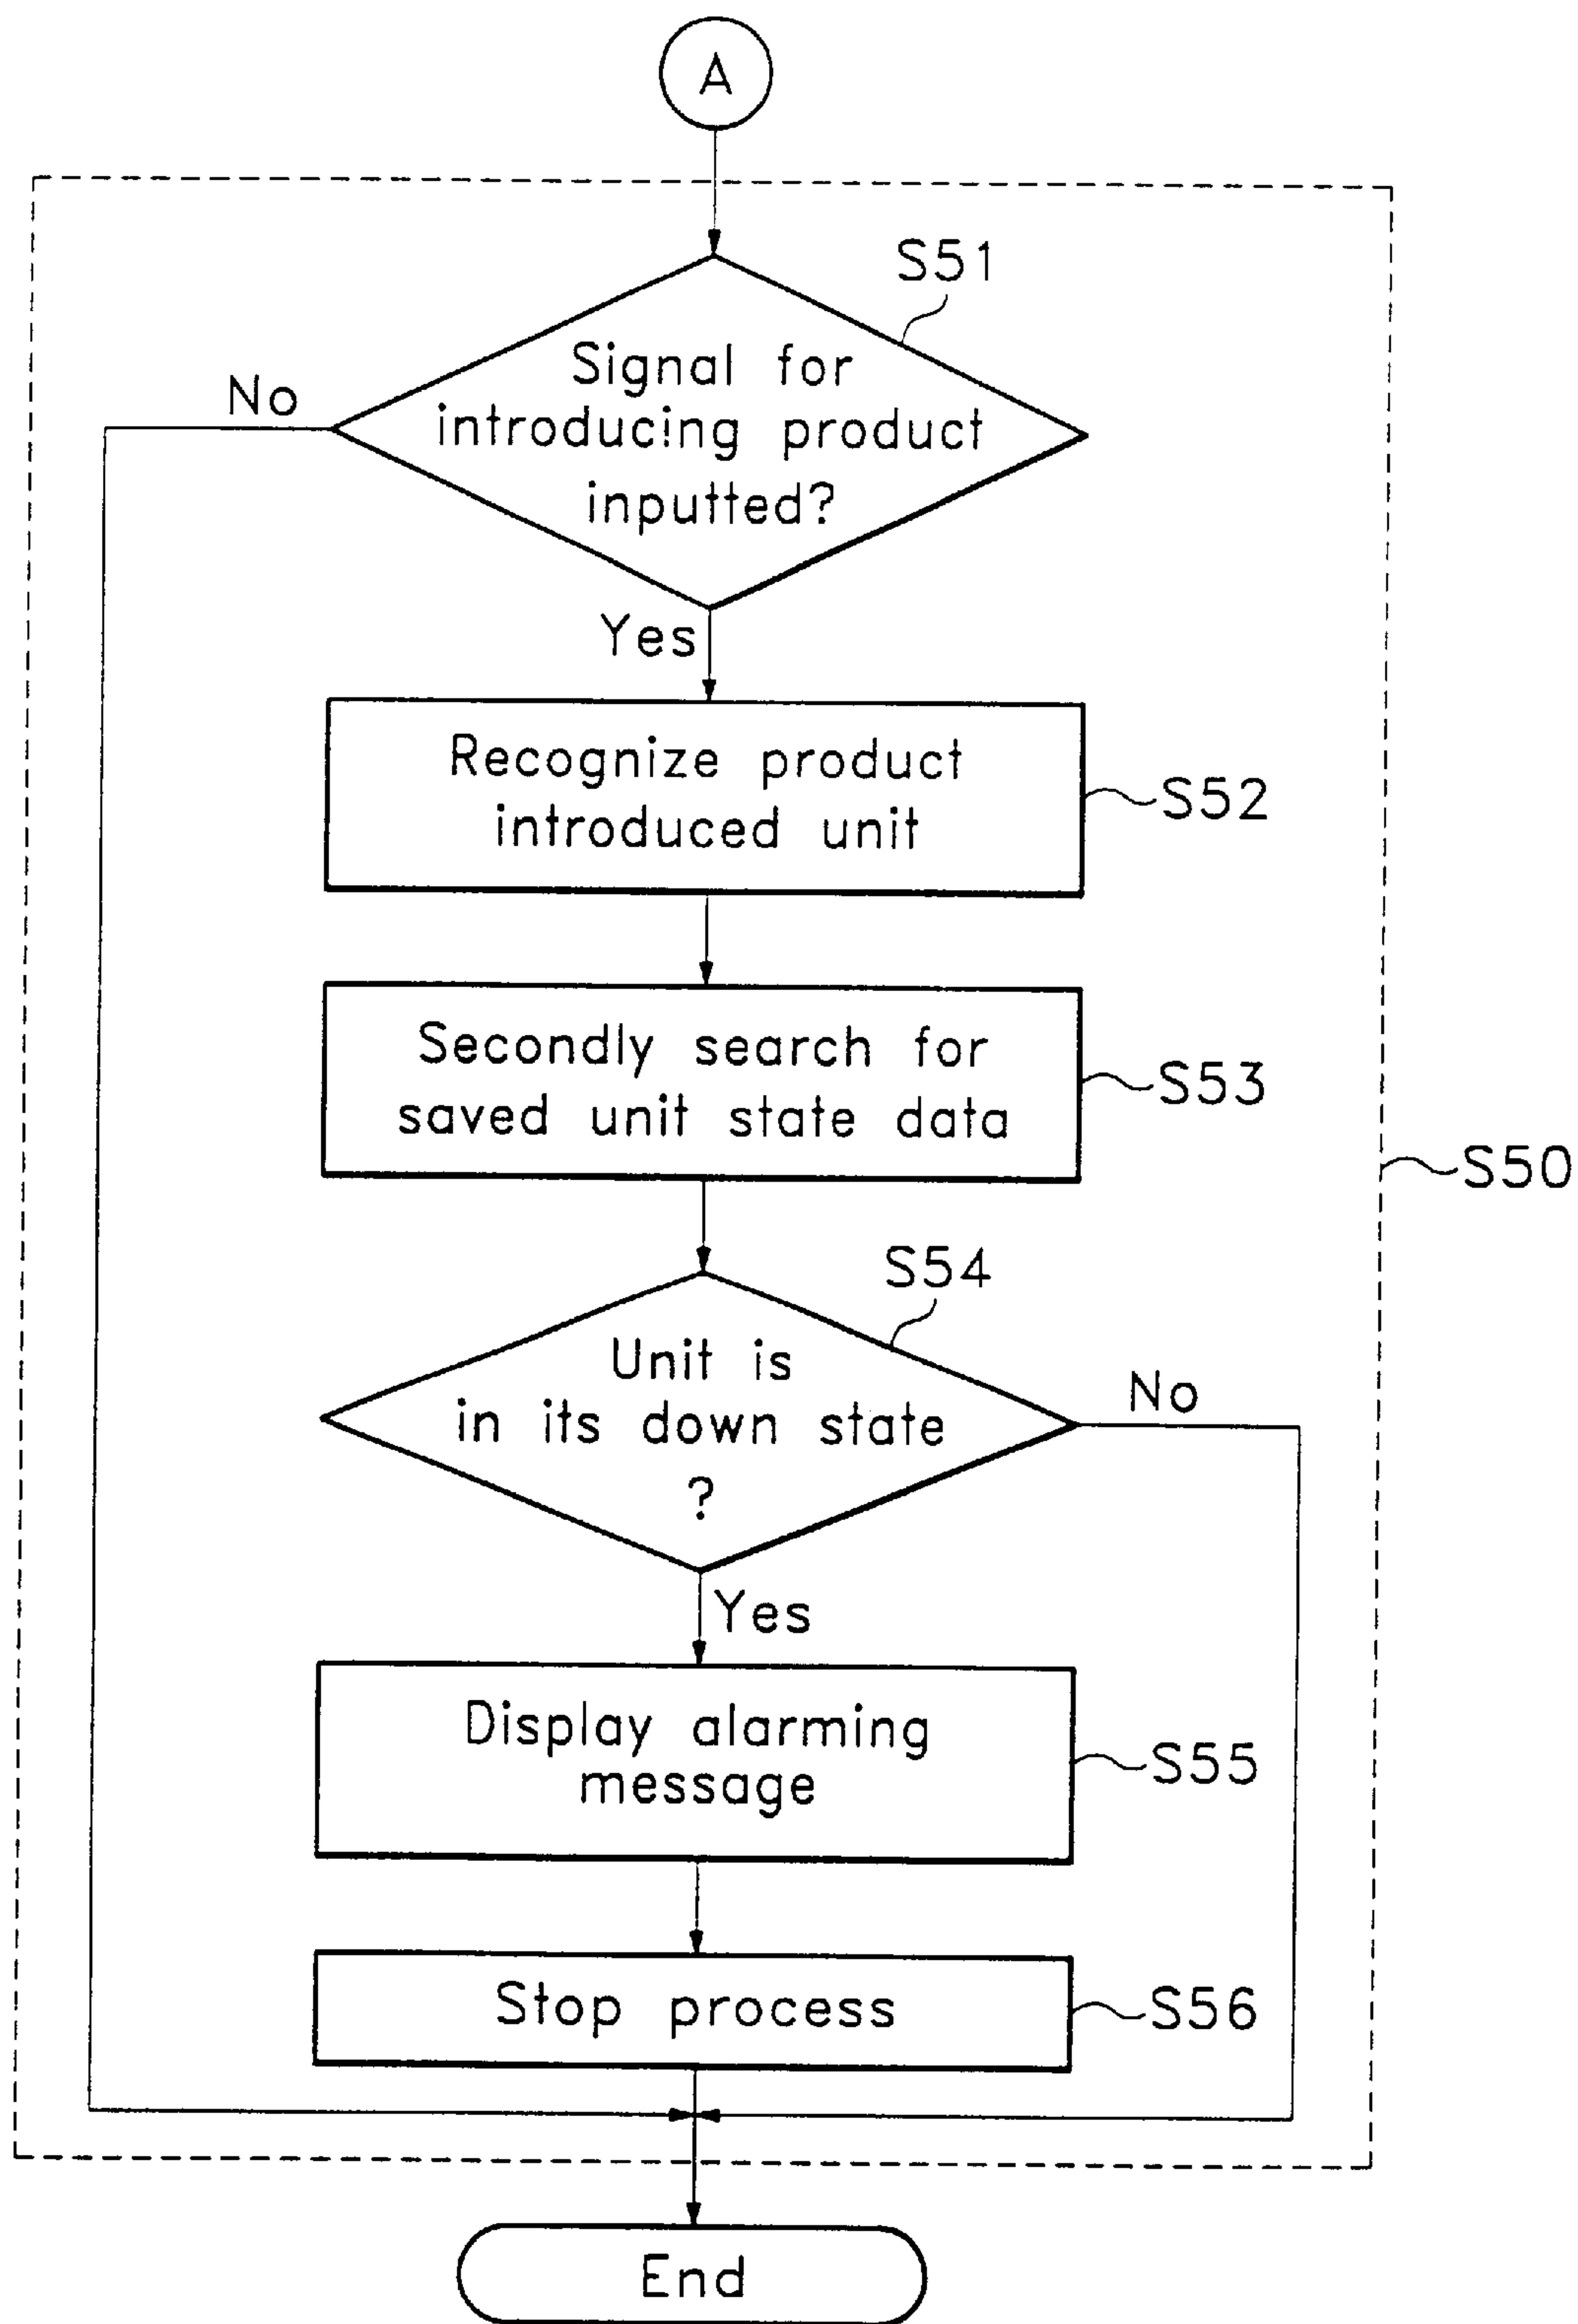 A
S51
Signal for
introducing product
inputted?
No
Yes
Recognize product
introduced unit
S52
Secondly search for
saved unit state data
S53
S50
S54
Unit is
in its down state
?
No
Yes
Display alarming
message
S55
Stop process
S56
End